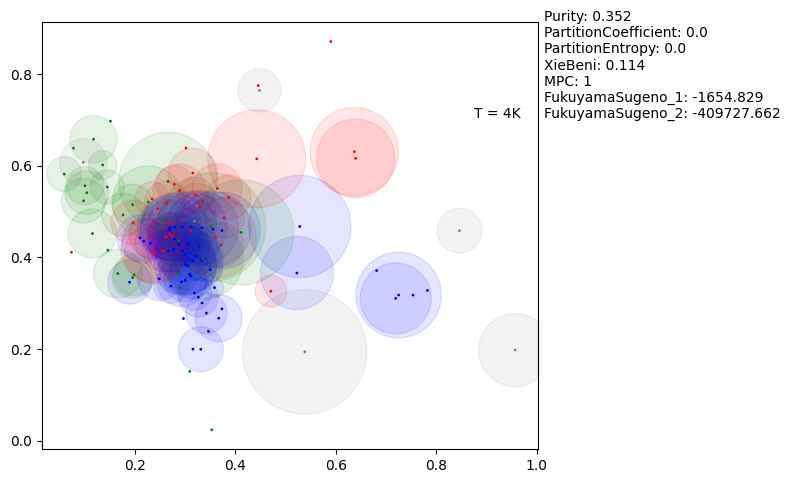 Purity: 0.352
PartitionCoefficient: 0.0
PartitionEntropy: 0.0
XieBeni: 0.114
MPC: 1
FukuyamaSugeno_1: -1654.829
FukuyamaSugeno_2: -409727.662
T = 4K
0.8
0.6
0.4
0.2
0.0
0.2
0.4
0.6
0.8
1.0